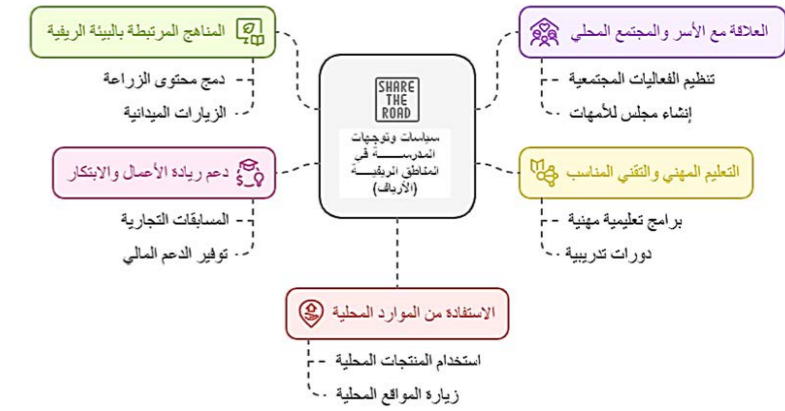 SHARE
THE
ROAD
سياسات وتوجهات
المدرســــة في
المناطق الريفيــــة
(الأرياف)
العلاقة مع الأسر والمجتمع المحلي
تنظيم الفعاليات المجتمعية
إنشاء مجلس للأمهات
المناهج المرتبطة بالبيئة الريفية
دمج محتوى الزراعة
الزيارات الميدانية
التعليم المهني والتقني المناسب
برامج تعليمية مهنية
دورات تدريبية
دعم ريادة الأعمال والابتكار
المسابقات التجارية
توفير الدعم المالي
الاستفادة من الموارد المحلية
استخدام المنتجات المحلية
زيارة المواقع المحلية